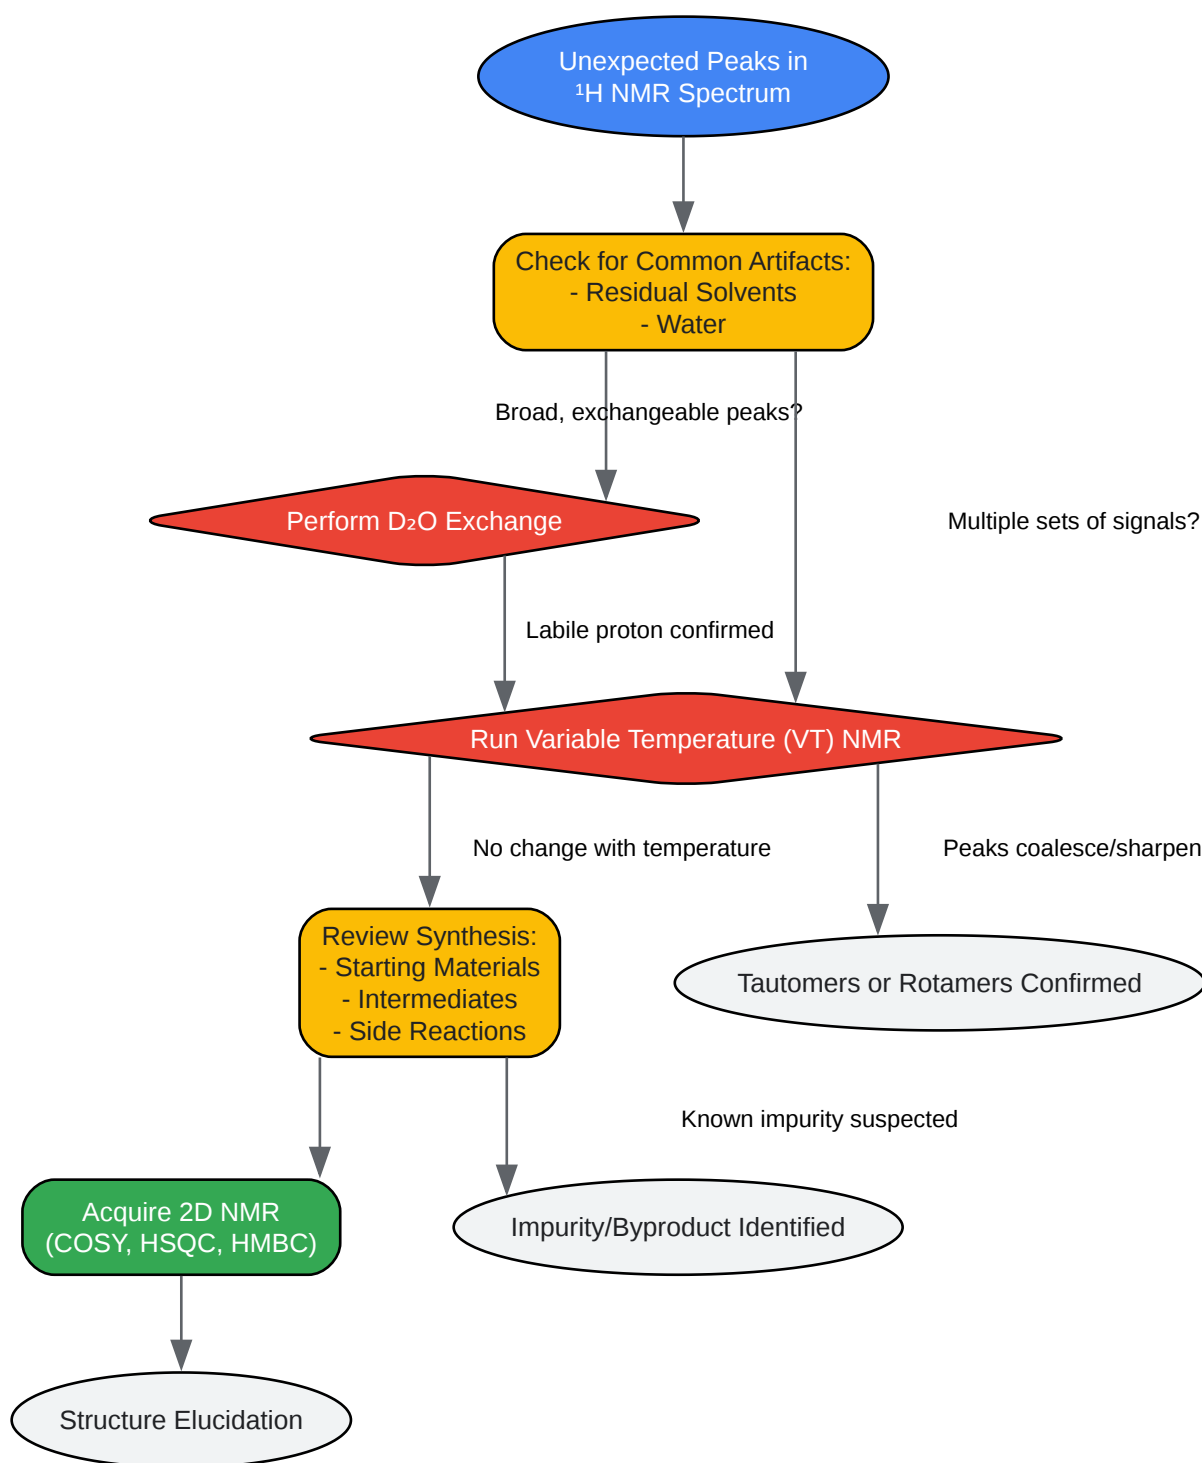 Unexpected Peaks in
¹H NMR Spectrum
Check for Common Artifacts:
- Residual Solvents
- Water
Broad, exchangeable peaks?
Perform D₂O Exchange
Multiple sets of signals?
Labile proton confirmed
Run Variable Temperature (VT) NMR
No change with temperature
Peaks coalesce/sharpen
Review Synthesis:
- Starting Materials
- Intermediates
- Side Reactions
Tautomers or Rotamers Confirmed
Known impurity suspected
Acquire 2D NMR
(COSY, HSQC, HMBC)
Impurity/Byproduct Identified
Structure Elucidation